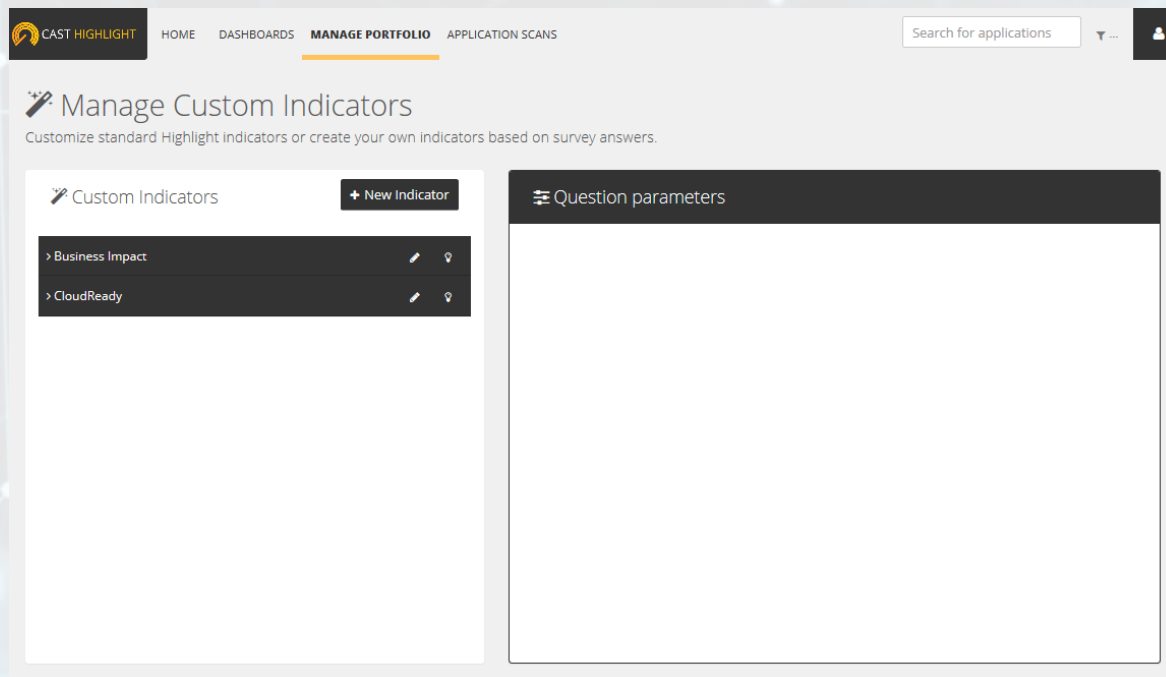 CAST HIGHLIGHT HOME DASHBOARDS MANAGE PORTFOLIO APPLICATION SCANS Search for applications ...
Manage Custom Indicators
Customize standard Highlight indicators or create your own indicators based on survey answers.
Custom Indicators + New Indicator
Question parameters
> Business Impact
> CloudReady